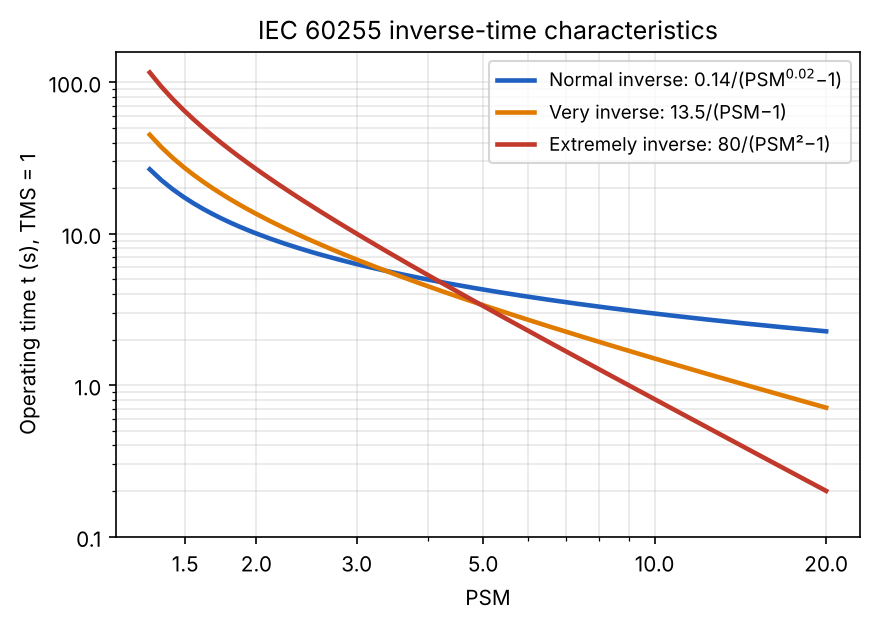 IEC 60255 inverse-time characteristics
Normal inverse: 0.14/(PSM^0.02−1)
Very inverse: 13.5/(PSM−1)
Extremely inverse: 80/(PSM²−1)
Operating time t (s), TMS = 1
100.0
10.0
1.0
0.1
1.5 2.0 3.0 5.0 10.0 20.0
PSM